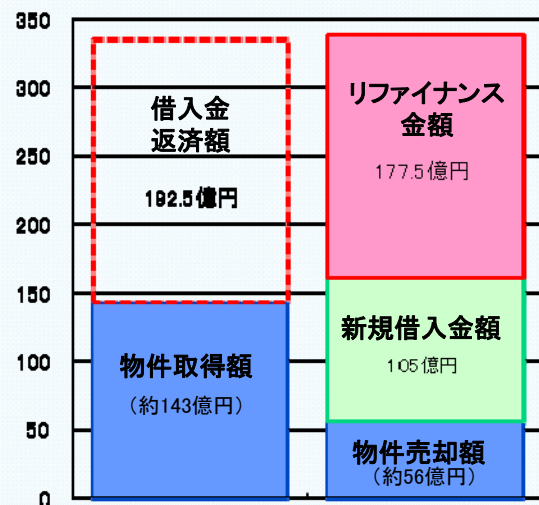 350
300
250
200
150
100
50
0
借入金
返済額
192.5億円
物件取得額
（約143億円）
リファイナンス
金額
177.5億円
新規借入金額
105億円
物件売却額
（約56億円）